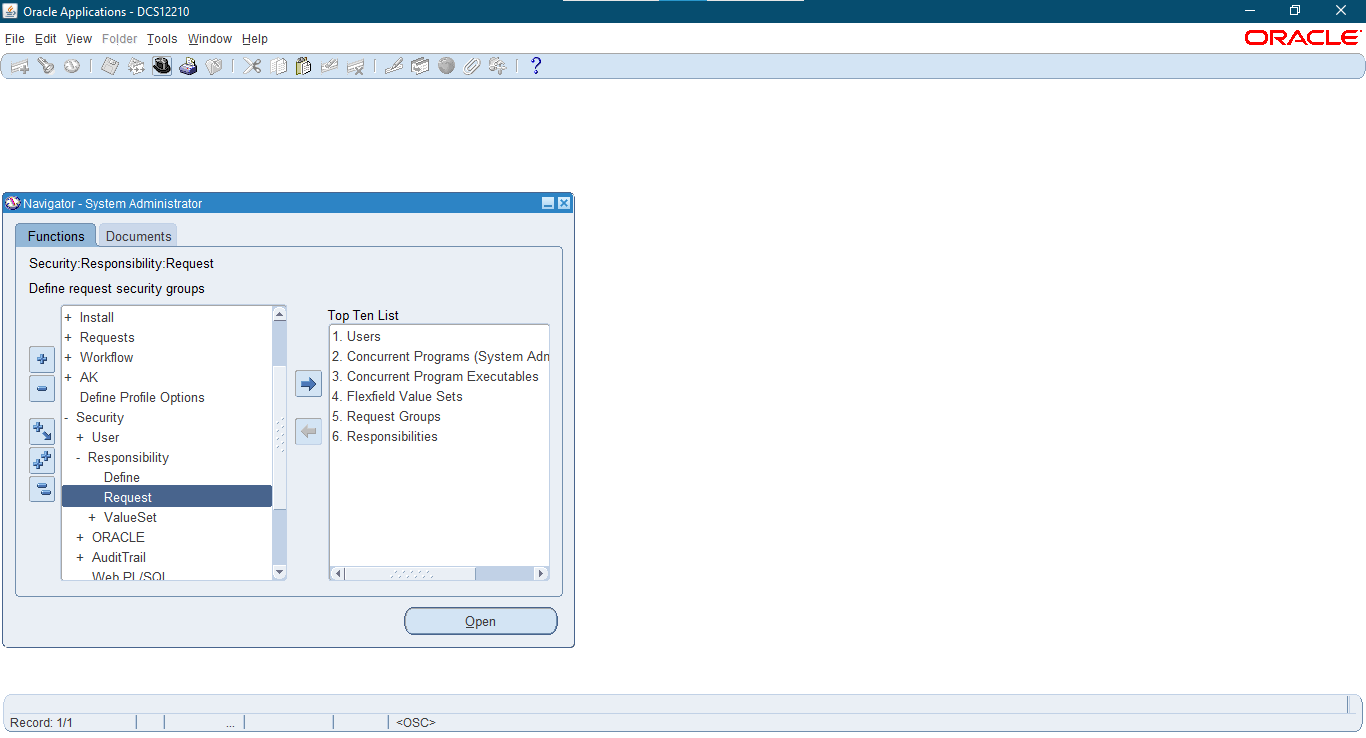 Oracle Applications - DCS12210
File Edit View Folder Tools Window Help
ORACLE
?
Navigator - System Administrator
Functions Documents
Security:Responsibility:Request
Define request security groups
+ Install
+ Requests
+ Workflow
+ AK
Define Profile Options
- Security
+ User
- Responsibility
Define
Request
+ ValueSet
+ ORACLE
+ AuditTrail
Web PL/SQL
Top Ten List
1. Users
2. Concurrent Programs (System Adm
3. Concurrent Program Executables
4. Flexfield Value Sets
5. Request Groups
6. Responsibilities
Open
Record: 1/1 ... <OSC>